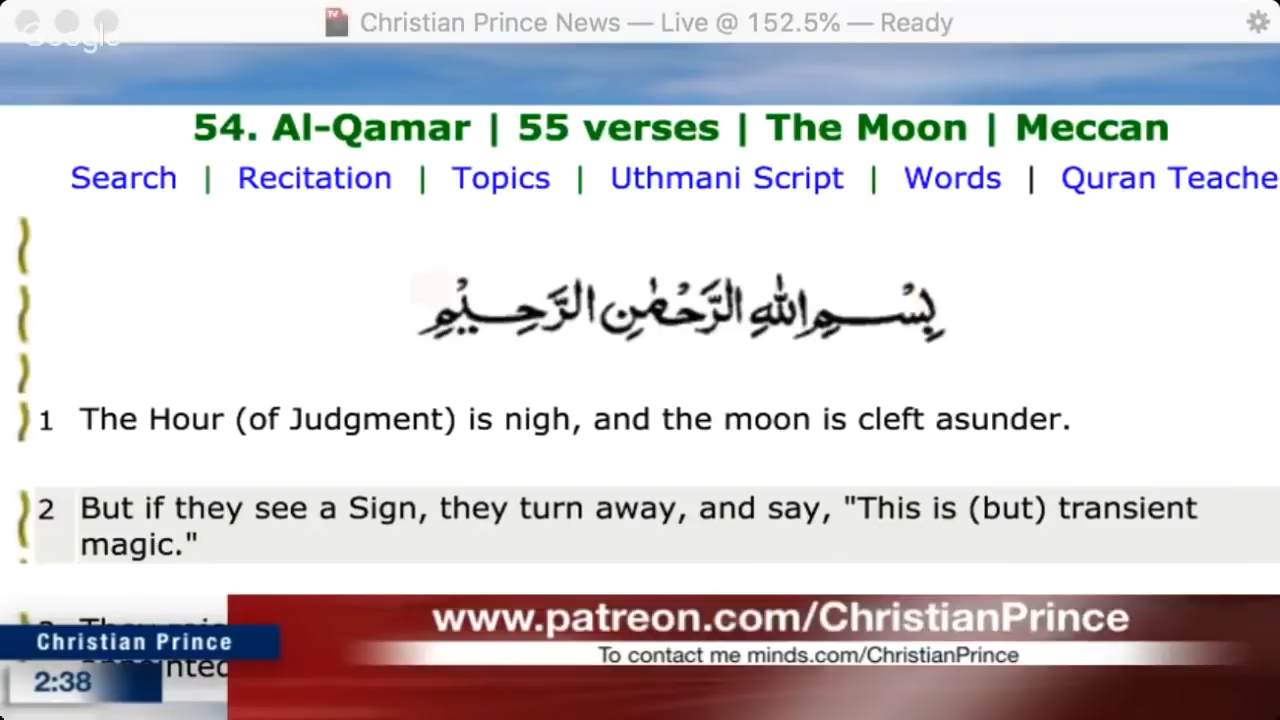 Christian Prince News — Live @ 152.5% — Ready
Google
54. Al-Qamar | 55 verses | The Moon | Meccan
Search | Recitation | Topics | Uthmani Script | Words | Quran Teache
بِسْمِ اللهِ الرَّحْمٰنِ الرَّحِيْمِ
1 The Hour (of Judgment) is nigh, and the moon is cleft asunder.
2 But if they see a Sign, they turn away, and say, "This is (but) transient
magic."
www.patreon.com/ChristianPrince
Christian Prince
To contact me minds.com/ChristianPrince
2:38